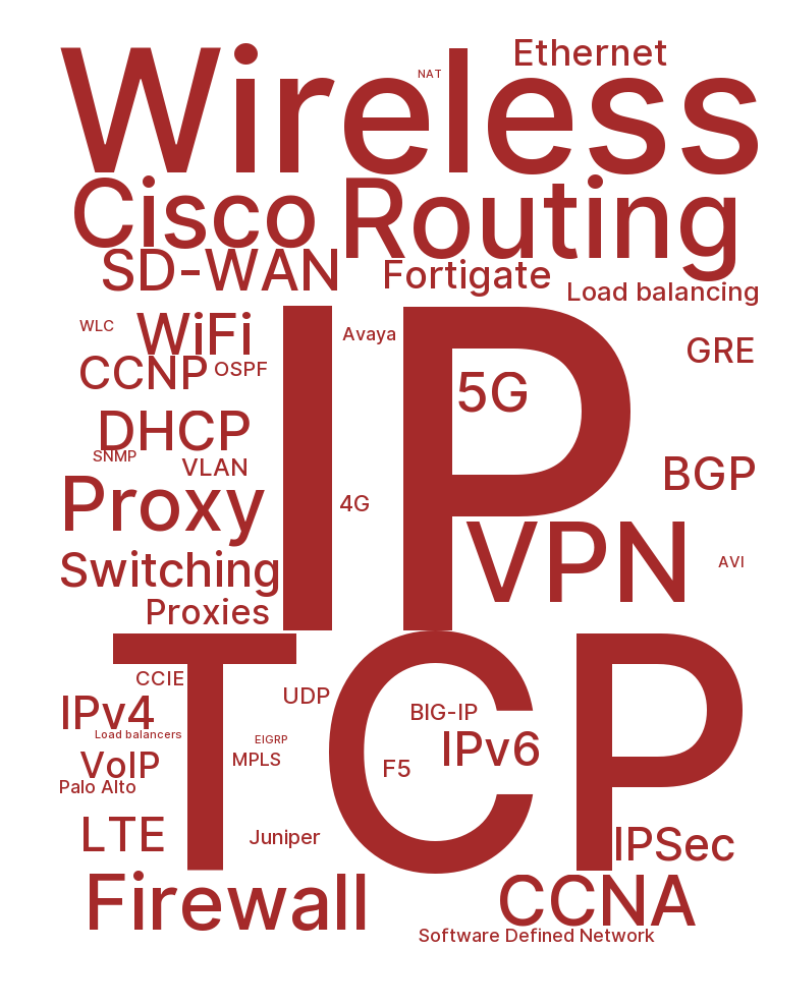 Ethernet
NAT
Wireless
Cisco Routing
SD-WAN
Fortigate
Load balancing
WLC
WiFi
Avaya
GRE
CCNP
OSPF
IP
5G
DHCP
SNMP
VLAN
BGP
Proxy
4G
VPN
Switching
AVI
Proxies
TCP
CCIE
UDP
IPv4
BIG-IP
Load balancers
EIGRP
IPv6
VoIP
MPLS
F5
Palo Alto
LTE
Juniper
IPSec
Firewall
CCNA
Software Defined Network